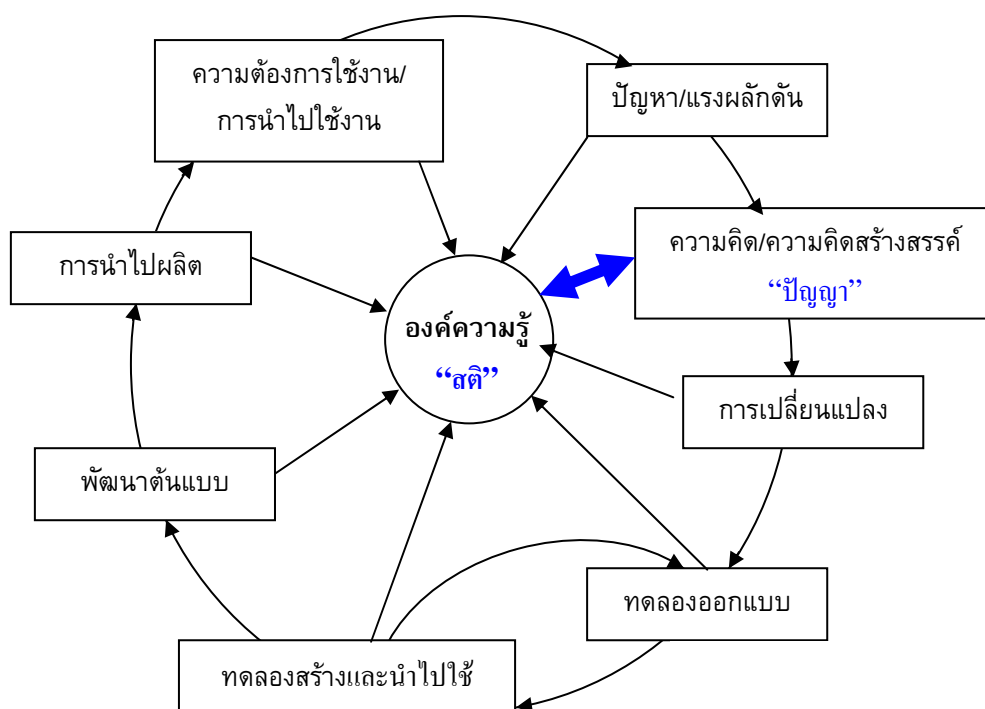 ความต้องการใช้งาน/
การนำไปใช้งาน
ปัญหา/แรงผลักดัน
ความคิด/ความคิดสร้างสรรค์
“ปัญญา”
การนำไปผลิต
องค์ความรู้
“สติ”
การเปลี่ยนแปลง
พัฒนาต้นแบบ
ทดลองออกแบบ
ทดลองสร้างและนำไปใช้